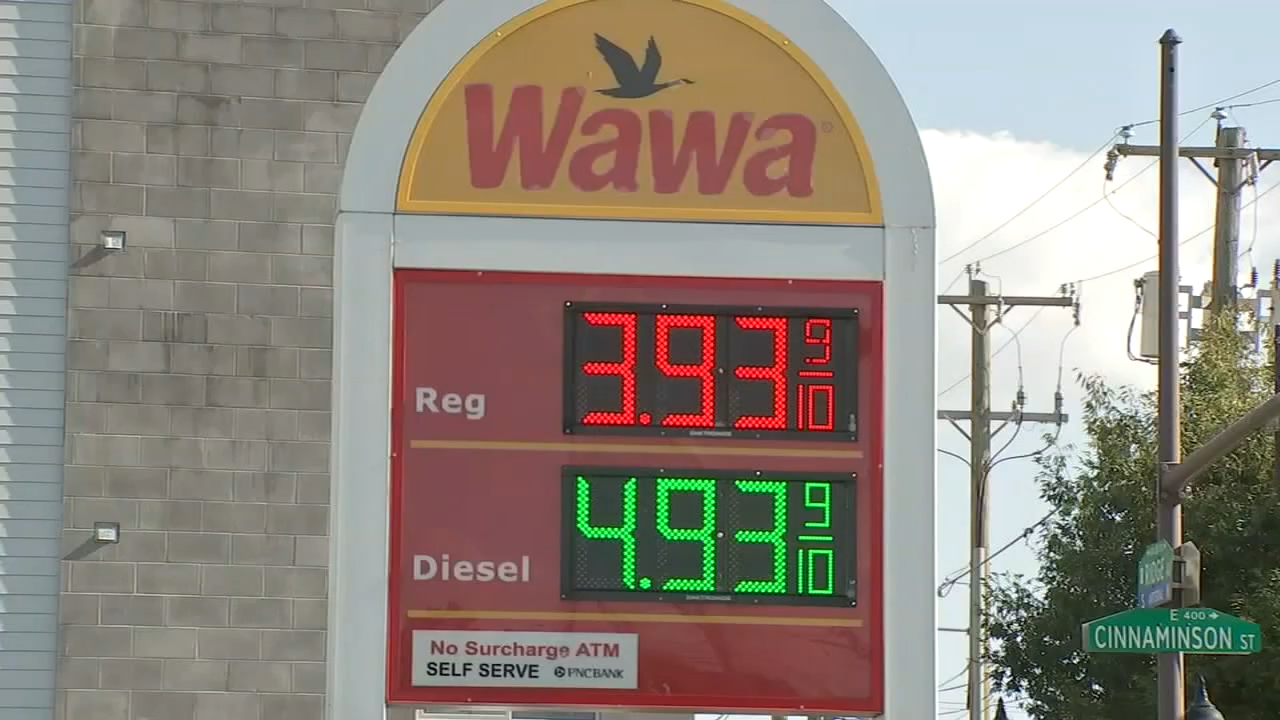 Wawa®
Reg 3.93 9/10
Diesel 4.93 9/10
No Surcharge ATM
SELF SERVE PNCBANK
RIDGE
E 400 →
CINNAMINSON ST